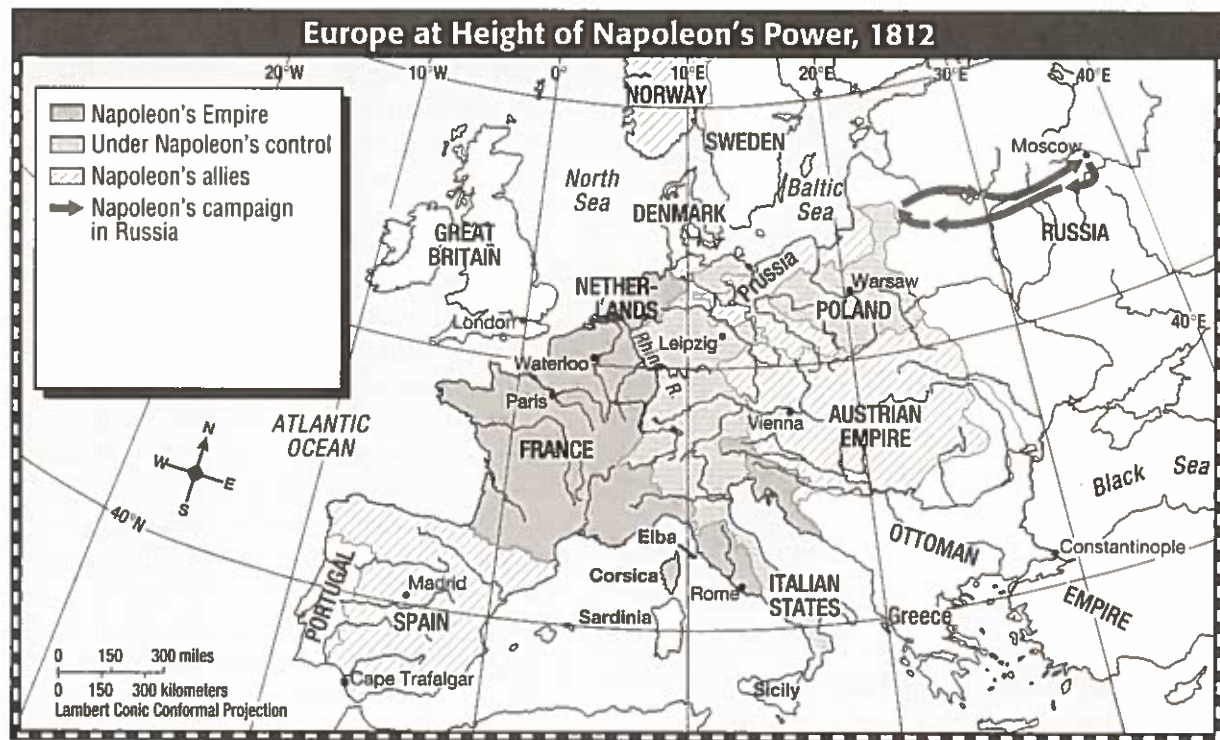 Europe at Height of Napoleon's Power, 1812
20°W
10°W
0°
10°E
20°E
30°E
40°E
Napoleon's Empire
Under Napoleon's control
Napoleon's allies
Napoleon's campaign
in Russia
NORWAY
SWEDEN
Moscow
North
Sea
Baltic
Sea
DENMARK
RUSSIA
GREAT
BRITAIN
Prussia
NETHER-
LANDS
Warsaw
POLAND
London
40°E
Leipzig
Rhine R.
Waterloo
Paris
ATLANTIC
OCEAN
Vienna
AUSTRIAN
EMPIRE
FRANCE
N
W
E
S
Black Sea
40°N
Elba
OTTOMAN
EMPIRE
Constantinople
Corsica
Rome
ITALIAN
STATES
Madrid
PORTUGAL
SPAIN
Sardinia
Greece
0 150 300 miles
0 150 300 kilometers
Lambert Conic Conformal Projection
Cape Trafalgar
Sicily